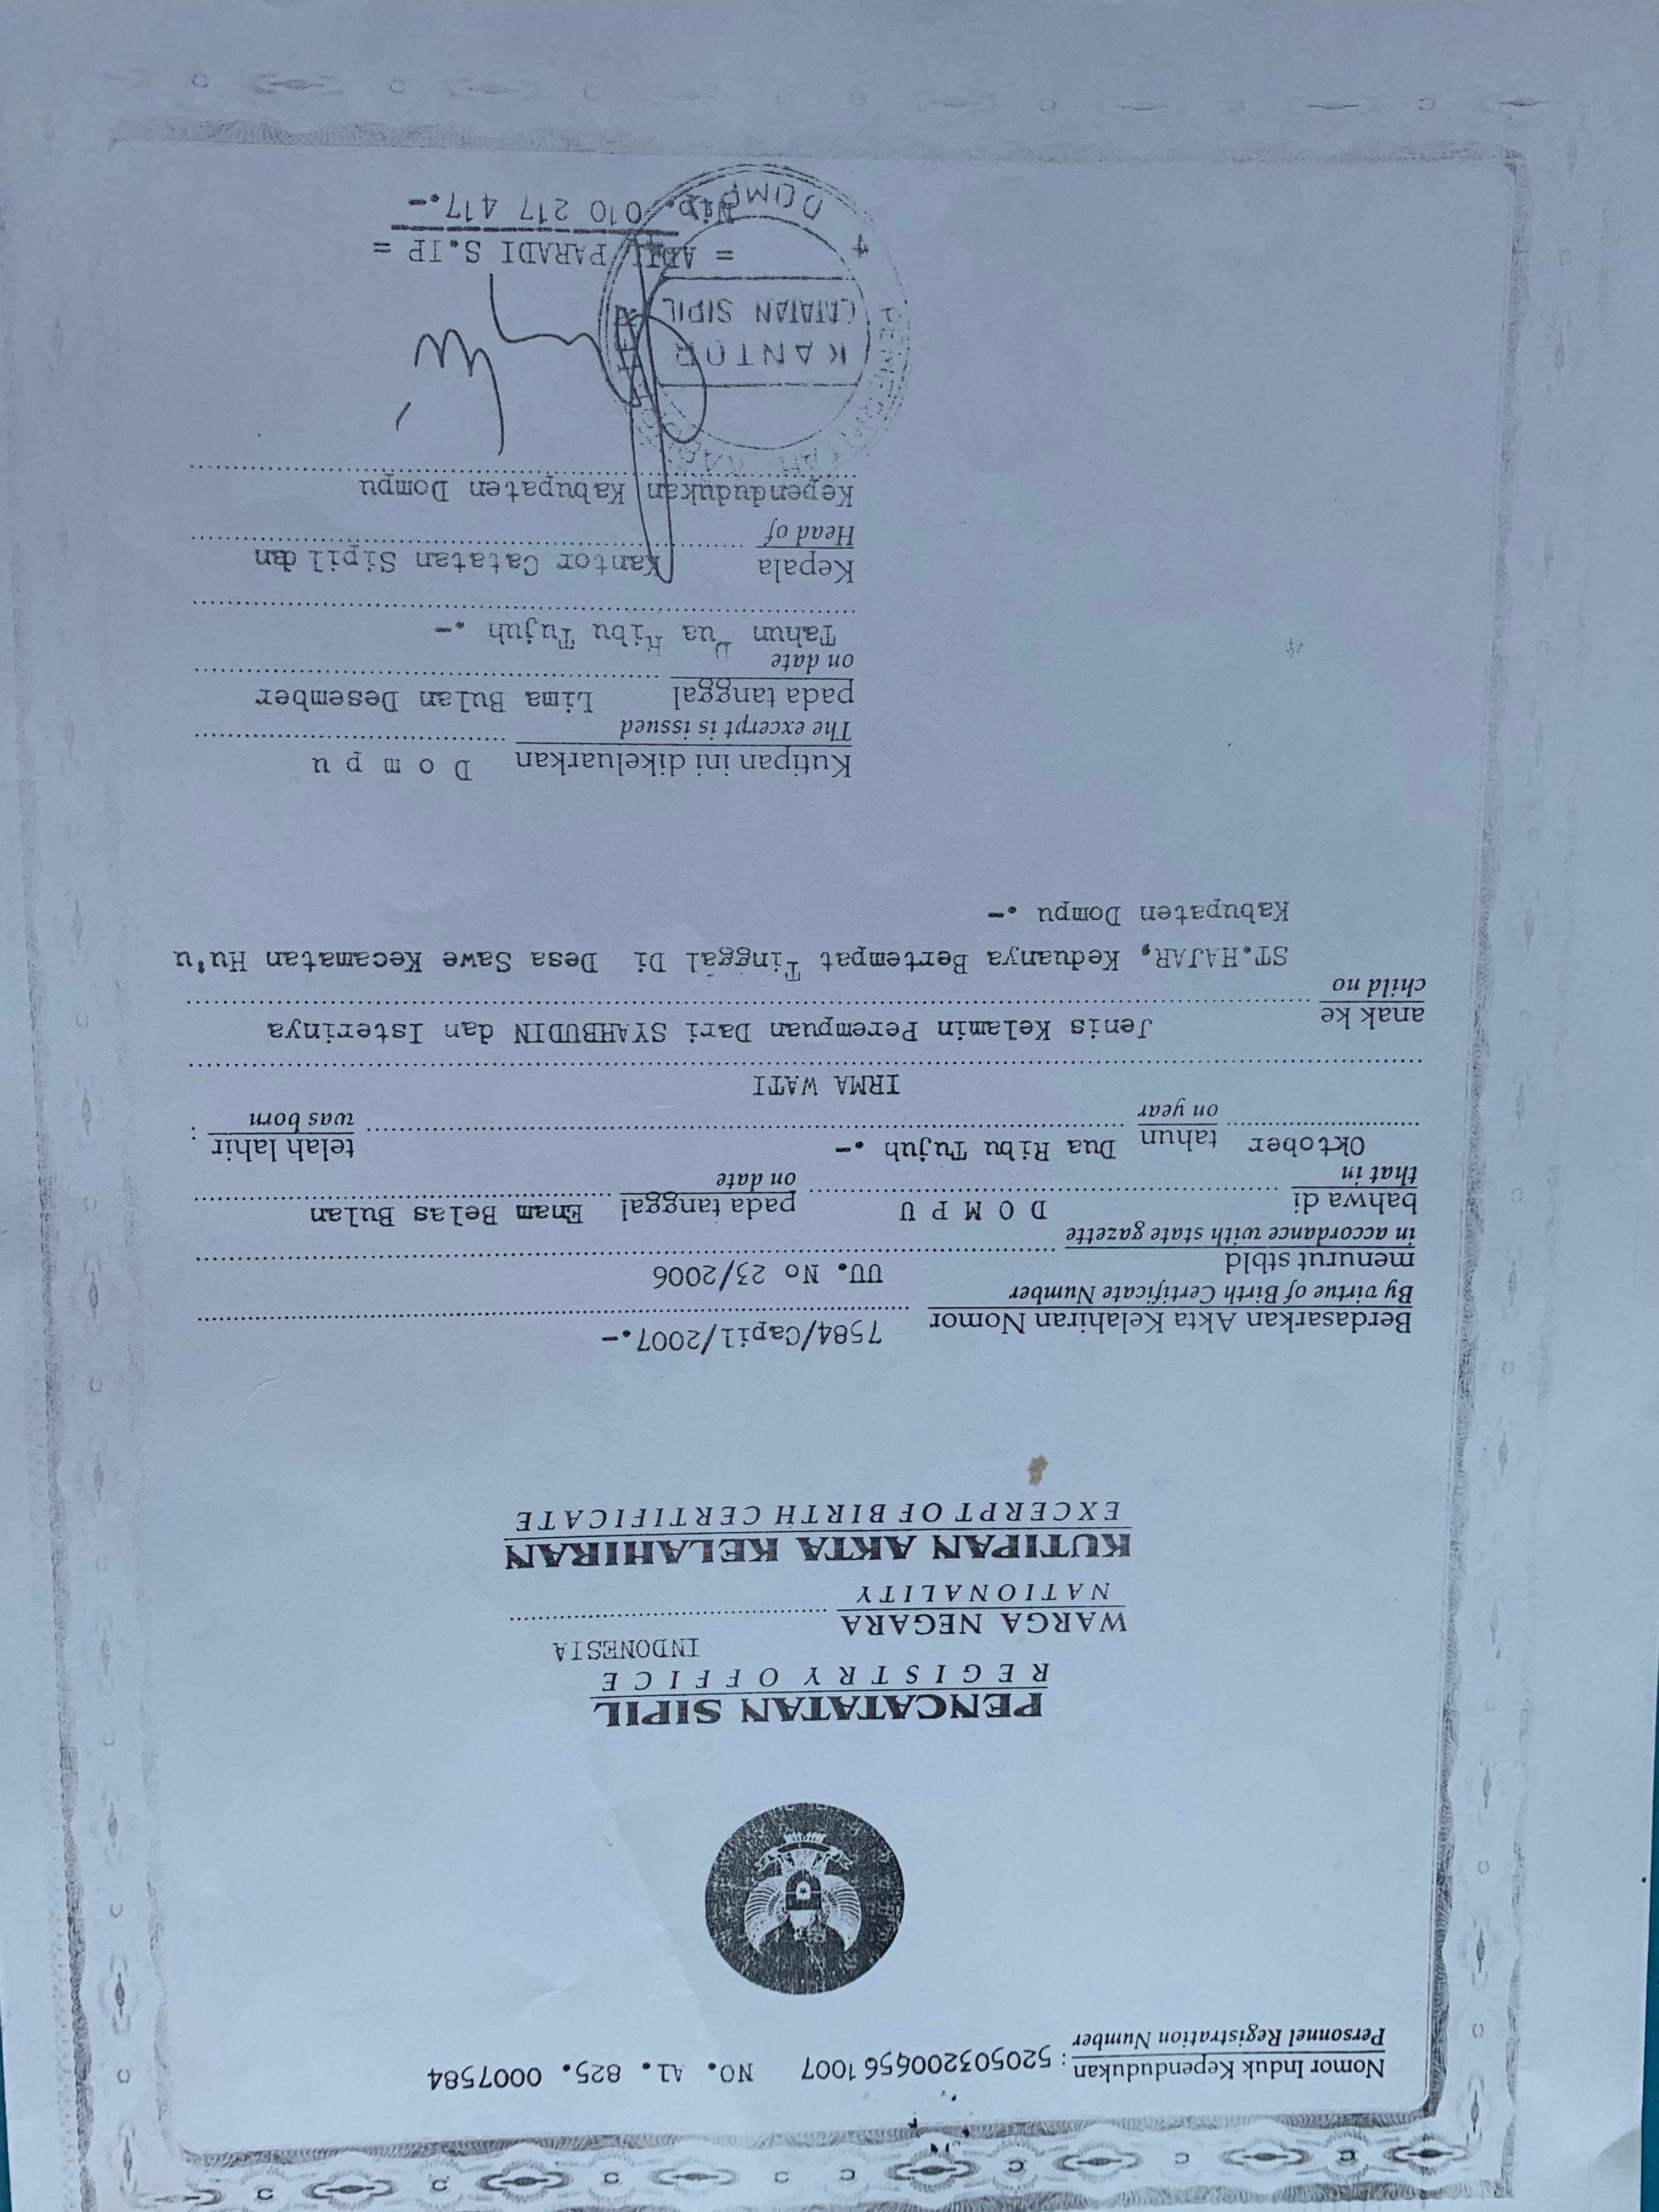 Nomor Induk Kependudukan : 5205032006561007 NO. A1. 825. 0007584
Personnel Registration Number
PENCATATAN SIPIL
REGISTRY OFFICE
INDONESIA
WARGA NEGARA
NATIONALITY
KUTIPAN AKTA KELAHIRAN
EXCERPT OF BIRTH CERTIFICATE
Berdasarkan Akta Kelahiran Nomor 7584/Capil/2007.-
By virtue of Birth Certificate Number
menurut stbld UU. No 23/2006
in accordance with state gazette
bahwa di D O M P U pada tanggal Enam Belas Bulan
that in on date
Oktober tahun Dua Ribu Tujuh .- telah lahir :
on year was born
IRMA WATI
anak ke Jenis Kelamin Perempuan Dari SYAHBUDIN dan Isterinya
child no
ST.HAJAR, Keduanya Bertempat Tinggal Di Desa Sawe Kecamatan Hu'u
Kabupaten Dompu .-
Kutipan ini dikeluarkan D o m p u
The excerpt is issued
pada tanggal Lima Bulan Desember
on date
Tahun Dua Ribu Tujuh .-
Kepala Kantor Catatan Sipil dan
Head of
Kependudukan Kabupaten Dompu
KANTOR
CATATAN SIPIL
DOMPU
PARADI S.IP =
Nip. 010 217 417.-